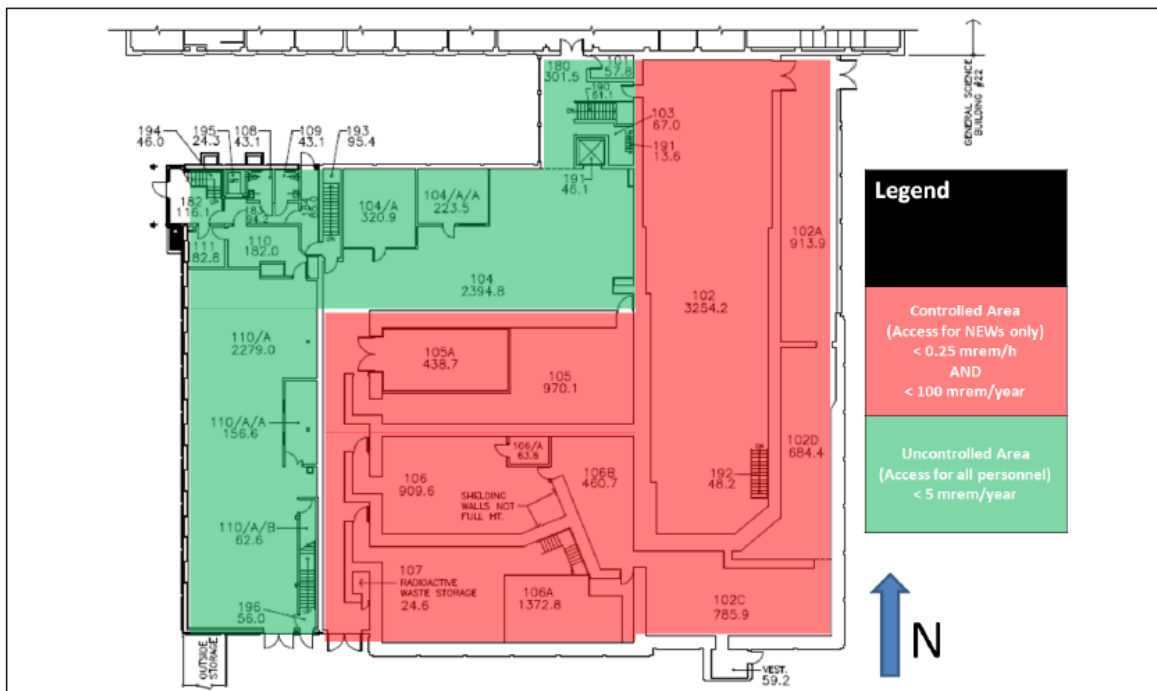 GENERAL SCIENCE
BUILDING #22
180
301.5
101
57.8
190
61.1
103
67.0
191
13.6
191
46.1
194
46.0
195
24.3
108
43.1
109
43.1
193
95.4
182
116.1
183
94.2
194
65.0
104/A
320.9
104/A/A
223.5
111
82.8
110
182.0
104
2394.8
102A
913.9
102
3254.2
110/A
2279.0
105A
438.7
105
970.1
110/A/A
156.6
106/A
63.6
106
909.6
106B
460.7
SHELDING
WALLS NOT
FULL HT.
192
48.2
102D
684.4
110/A/B
62.6
107
RADIOACTIVE
WASTE STORAGE
24.6
106A
1372.8
102C
785.9
196
56.0
OUTSIDE
STORAGE
VEST.
59.2
Legend
Controlled Area
(Access for NEWs only)
< 0.25 mrem/h
AND
< 100 mrem/year
Uncontrolled Area
(Access for all personnel)
< 5 mrem/year
N